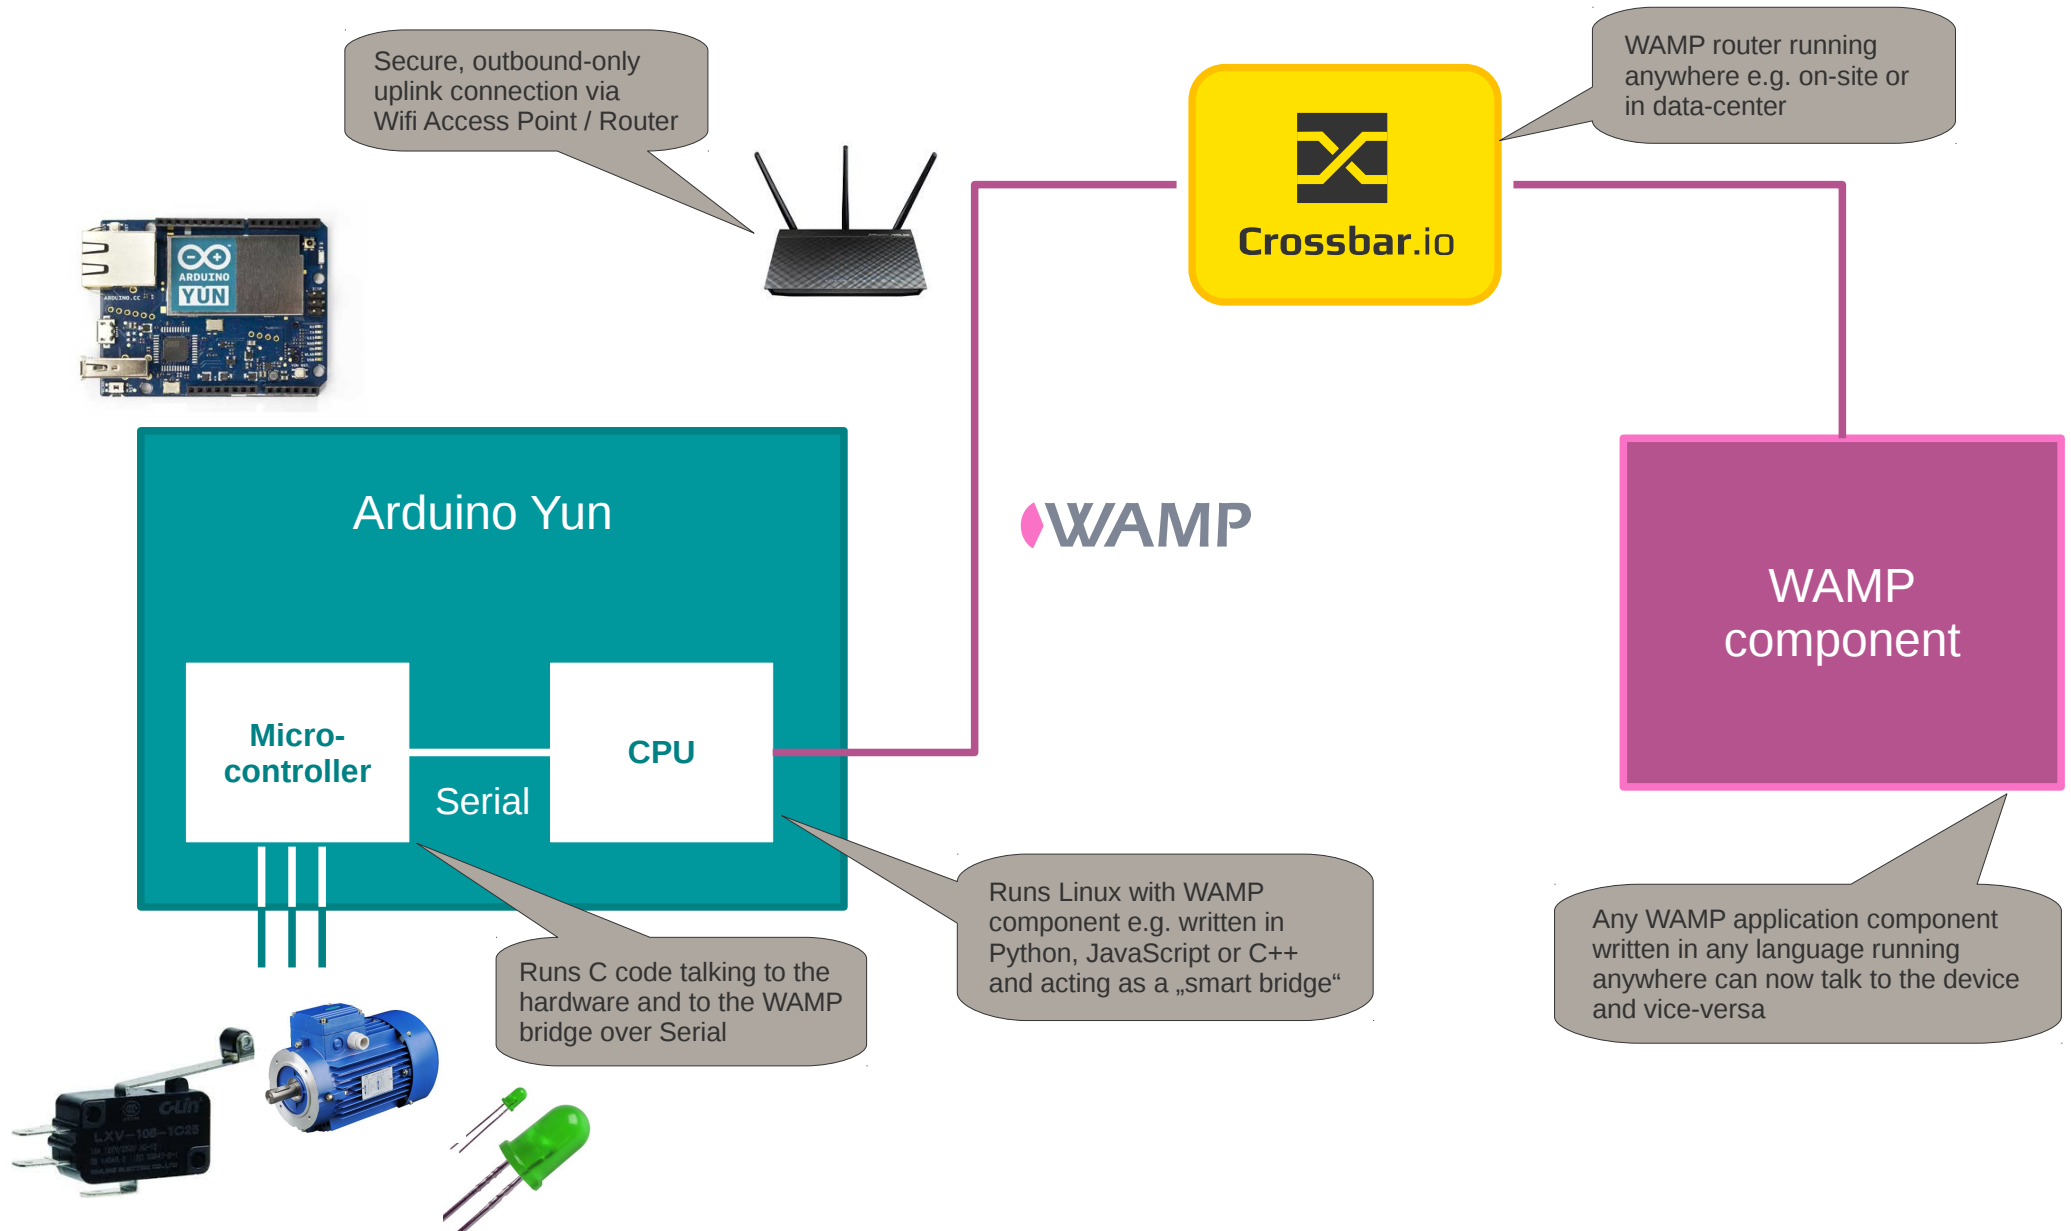 Secure, outbound-only
uplink connection via
Wifi Access Point / Router
WAMP router running
anywhere e.g. on-site or
in data-center
Crossbar.io
ARDUINO
YÚN
ARDUINO.CC
Arduino Yun
WAMP
WAMP
component
Micro-
controller
Serial
CPU
Runs Linux with WAMP
component e.g. written in
Python, JavaScript or C++
and acting as a „smart bridge“
Any WAMP application component
written in any language running
anywhere can now talk to the device
and vice-versa
Runs C code talking to the
hardware and to the WAMP
bridge over Serial
C-Lin